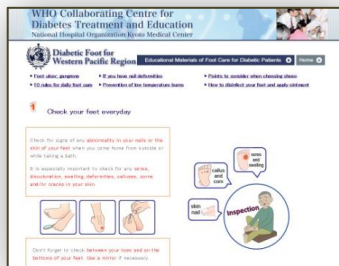 WHO Collaborating Centre for
Diabetes Treatment and Education
National Hospital Organization Kyoto Medical Center
Diabetic Foot for
Western Pacific Region
Educational Materials of Foot Care for Diabetic Patients
Home
Foot ulcer, gangrene
If you have nail deformities
Points to consider when choosing shoes
10 rules for daily foot care
Prevention of low temperature burns
How to disinfect your feet and apply ointment
1
Check your feet everyday
Check for signs of any abnormality in your nails or the
skin of your feet when you come home from outside or
while taking a bath.
It is especially important to check for any sores,
discoloration, swelling, deformities, calluses, corns
and/or cracks in your skin.
sores
and
swelling
callus
and
corn
skin
nail
Inspection
Don't forget to check between your toes and on the
bottoms of your feet. Use a mirror if necessary.